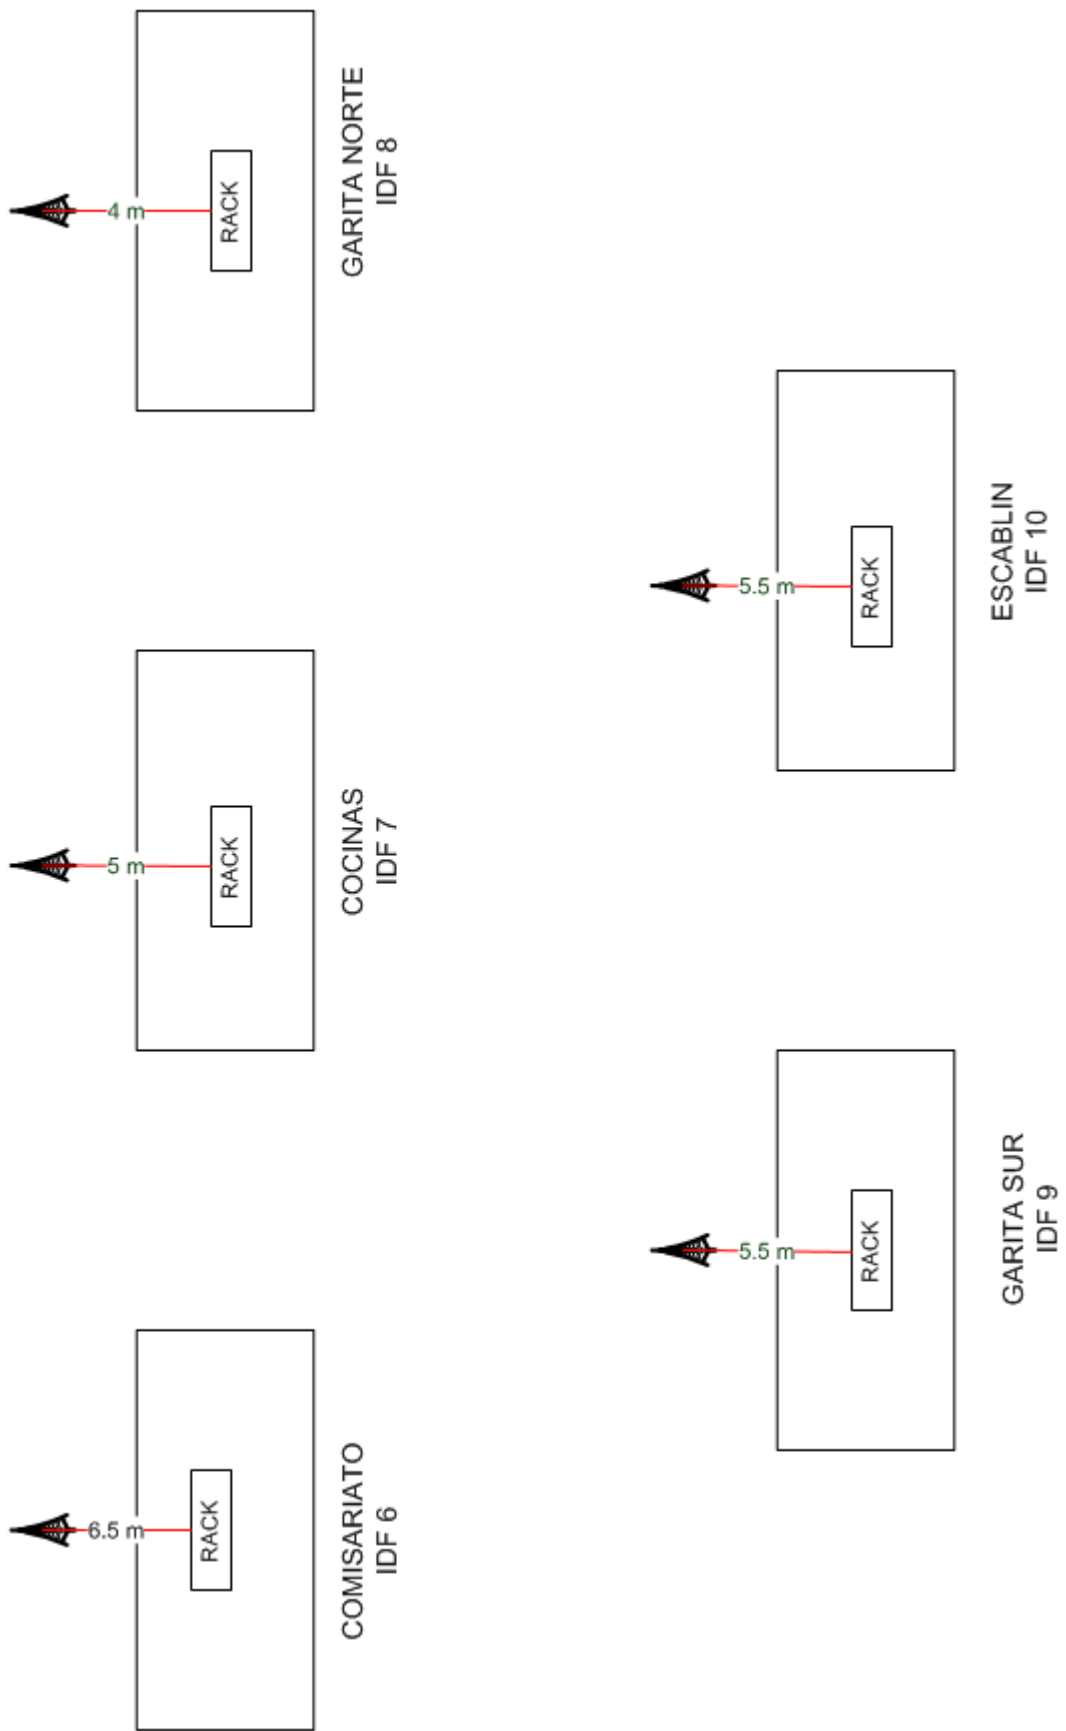 4 m
RACK
GARITA NORTE
IDF 8
5 m
RACK
COCINAS
IDF 7
6.5 m
RACK
COMISARIATO
IDF 6
5.5 m
RACK
ESCABLIN
IDF 10
5.5 m
RACK
GARITA SUR
IDF 9